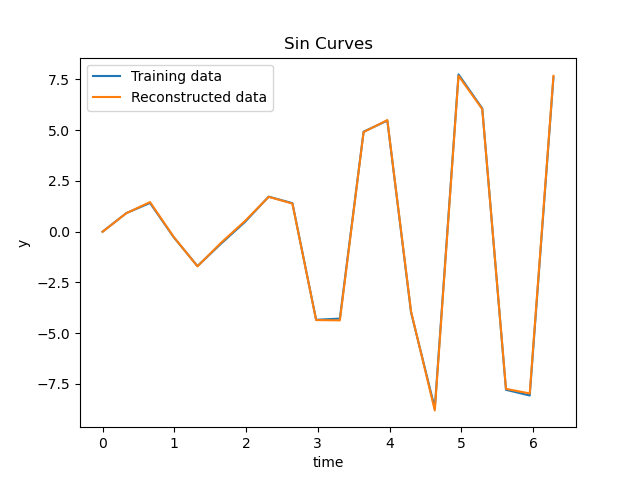 Sin Curves
Training data
Reconstructed data
7.5
5.0
2.5
0.0
−2.5
−5.0
−7.5
y
0 1 2 3 4 5 6
time